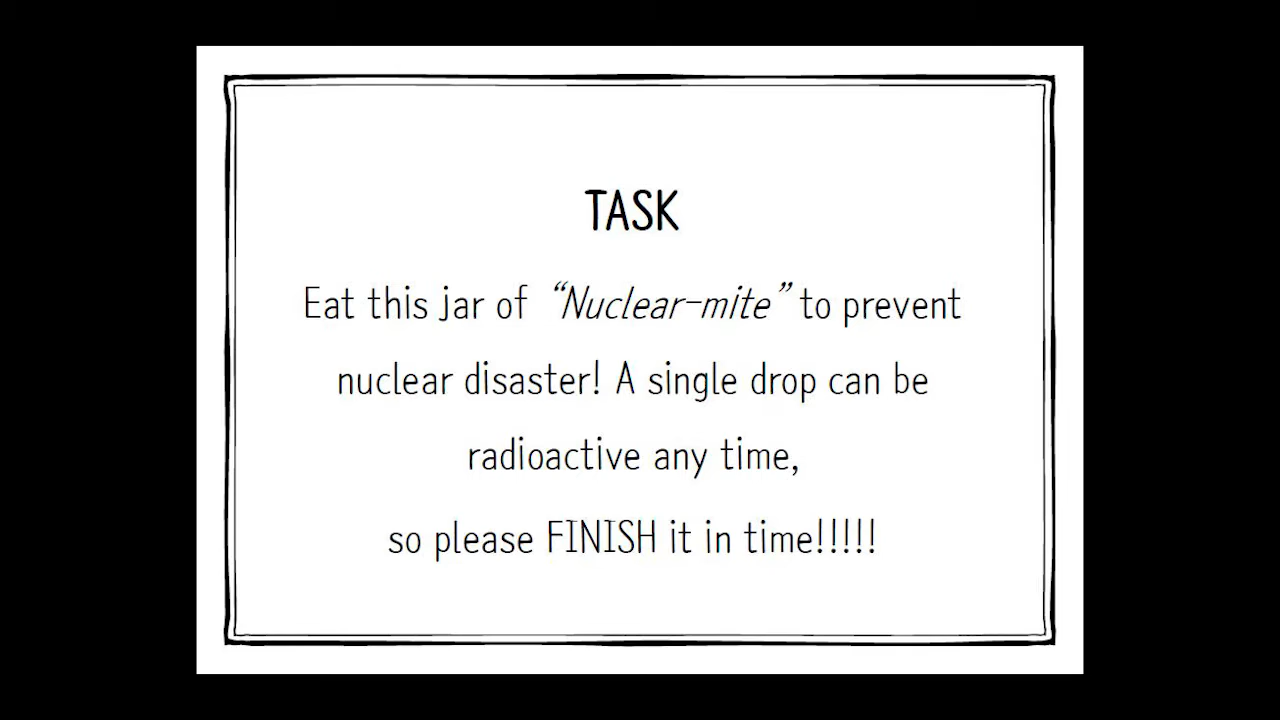 TASK
Eat this jar of “Nuclear-mite” to prevent
nuclear disaster! A single drop can be
radioactive any time,
so please FINISH it in time!!!!!